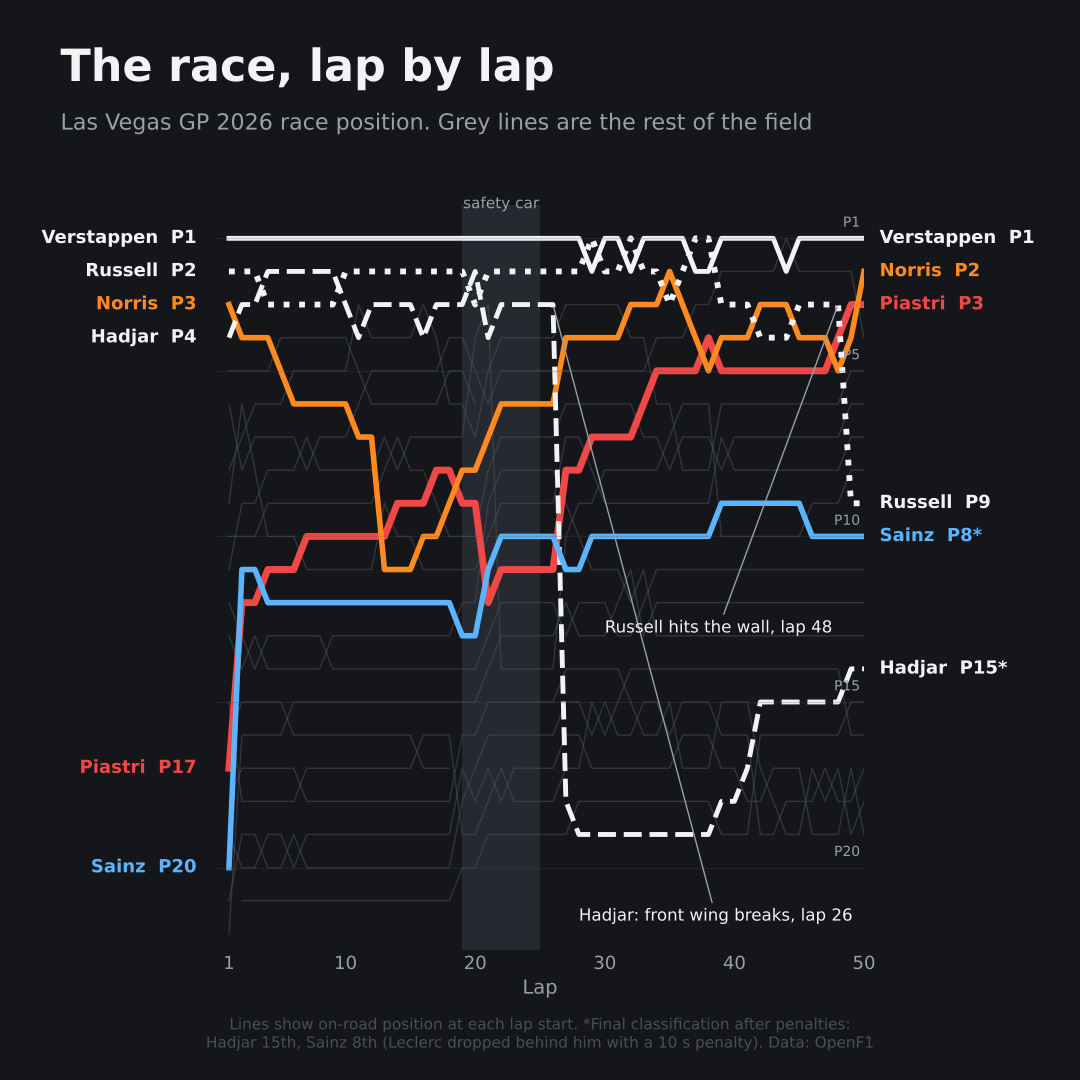 The race, lap by lap
Las Vegas GP 2026 race position. Grey lines are the rest of the field
safety car
P1
Verstappen P1
Verstappen P1
Russell P2
Norris P2
Norris P3
Piastri P3
Hadjar P4
P5
Russell P9
P10
Sainz P8*
Russell hits the wall, lap 48
Hadjar P15*
P15
Piastri P17
P20
Sainz P20
Hadjar: front wing breaks, lap 26
1 10 20 30 40 50
Lap
Lines show on-road position at each lap start. *Final classification after penalties:
Hadjar 15th, Sainz 8th (Leclerc dropped behind him with a 10 s penalty). Data: OpenF1